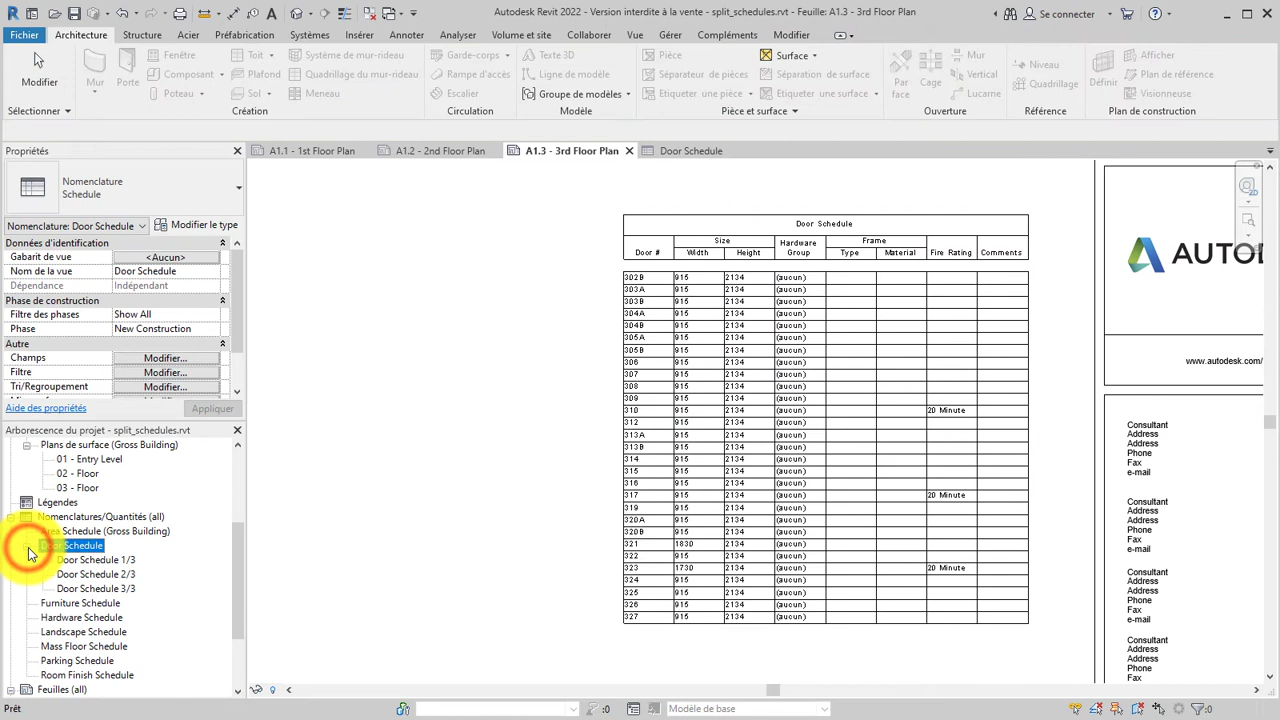 Autodesk Revit 2022 - Version interdite à la vente - split_schedules.rvt - Feuille: A1.3 - 3rd Floor Plan
Se connecter
Fichier Architecture Structure Acier Préfabrication Systèmes Insérer Annoter Analyser Volume et site Collaborer Vue Gérer Compléments Modifier
Modifier
Mur
Porte
Fenêtre
Composant
Poteau
Toit
Plafond
Sol
Système de mur-rideau
Quadrillage du mur-rideau
Meneau
Garde-corps
Rampe d'accès
Escalier
Texte 3D
Ligne de modèle
Groupe de modèles
Pièce
Séparateur de pièces
Etiqueter une pièce
Surface
Séparation de surface
Etiqueter une surface
Par face
Cage
Mur
Vertical
Lucarne
Niveau
Quadrillage
Définir
Afficher
Plan de référence
Visionneuse
Sélectionner Création Circulation Modèle Pièce et surface Ouverture Référence Plan de construction
Propriétés
Nomenclature
Schedule
Nomenclature: Door Schedule Modifier le type
Données d'identification
Gabarit de vue <Aucun>
Nom de la vue Door Schedule
Dépendance Indépendant
Phase de construction
Filtre des phases Show All
Phase New Construction
Autre
Champs Modifier...
Filtre Modifier...
Tri/Regroupement Modifier...
Aide des propriétés Appliquer
Arborescence du projet - split_schedules.rvt
Plans de surface (Gross Building)
01 - Entry Level
02 - Floor
03 - Floor
Légendes
Nomenclatures/Quantités (all)
Area Schedule (Gross Building)
Door Schedule
Door Schedule 1/3
Door Schedule 2/3
Door Schedule 3/3
Furniture Schedule
Hardware Schedule
Landscape Schedule
Mass Floor Schedule
Parking Schedule
Room Finish Schedule
Feuilles (all)
A1.1 - 1st Floor Plan A1.2 - 2nd Floor Plan A1.3 - 3rd Floor Plan Door Schedule
Door Schedule
Size Hardware Group Frame
Door # Width Height Type Material Fire Rating Comments
302B 915 2134 (aucun)
303A 915 2134 (aucun)
303B 915 2134 (aucun)
304A 915 2134 (aucun)
304B 915 2134 (aucun)
305A 915 2134 (aucun)
305B 915 2134 (aucun)
306 915 2134 (aucun)
307 915 2134 (aucun)
308 915 2134 (aucun)
309 915 2134 (aucun)
310 915 2134 (aucun) 20 Minute
312 915 2134 (aucun)
313A 915 2134 (aucun)
313B 915 2134 (aucun)
314 915 2134 (aucun)
315 915 2134 (aucun)
316 915 2134 (aucun)
317 915 2134 (aucun) 20 Minute
319 915 2134 (aucun)
320A 915 2134 (aucun)
320B 915 2134 (aucun)
321 1830 2134 (aucun)
322 915 2134 (aucun)
323 1730 2134 (aucun) 20 Minute
324 915 2134 (aucun)
325 915 2134 (aucun)
326 915 2134 (aucun)
327 915 2134 (aucun)
AUTOD
www.autodesk.com/
Consultant
Address
Address
Phone
Fax
e-mail
Consultant
Address
Address
Phone
Fax
e-mail
Consultant
Address
Address
Phone
Fax
e-mail
Consultant
Address
Address
Phone
Fax
Prêt
:0
Modèle de base
:0